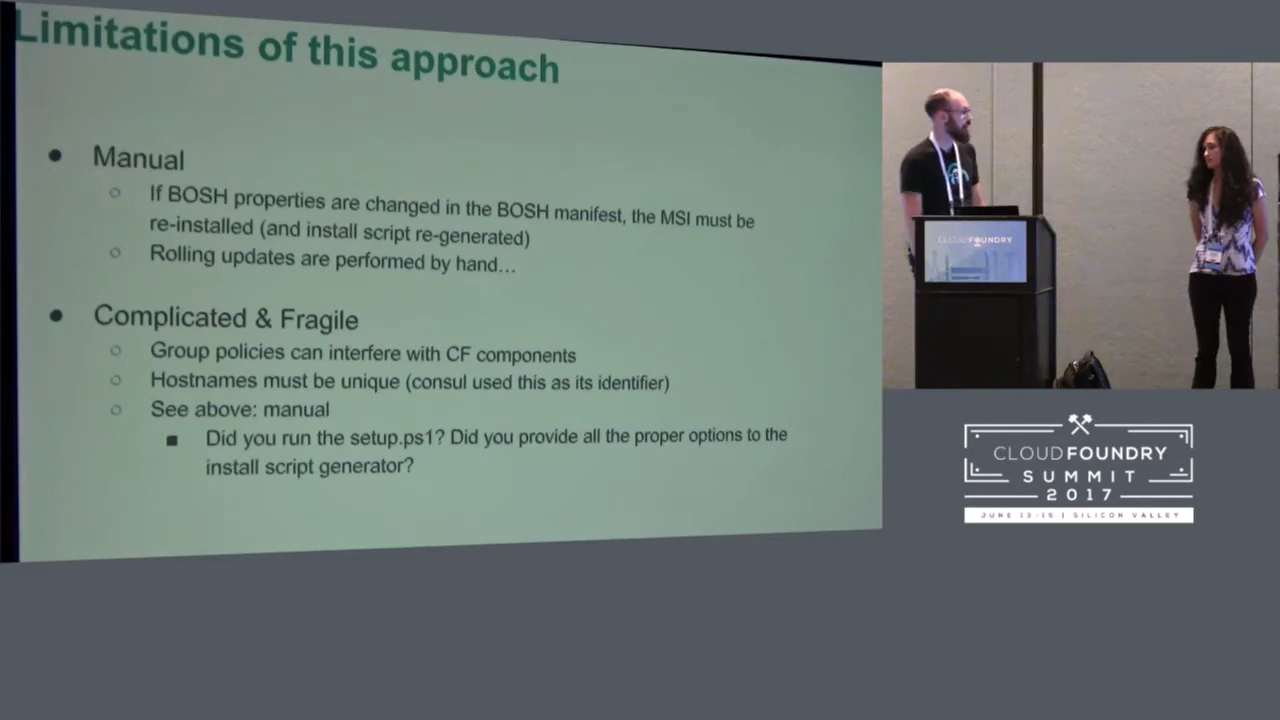 Limitations of this approach
Manual
If BOSH properties are changed in the BOSH manifest, the MSI must be
re-installed (and install script re-generated)
Rolling updates are performed by hand…
Complicated & Fragile
Group policies can interfere with CF components
Hostnames must be unique (consul used this as its identifier)
See above: manual
Did you run the setup.ps1? Did you provide all the proper options to the
install script generator?
CLOUD FOUNDRY
CLOUDFOUNDRY
SUMMIT
2017
JUNE 13-15 | SILICON VALLEY